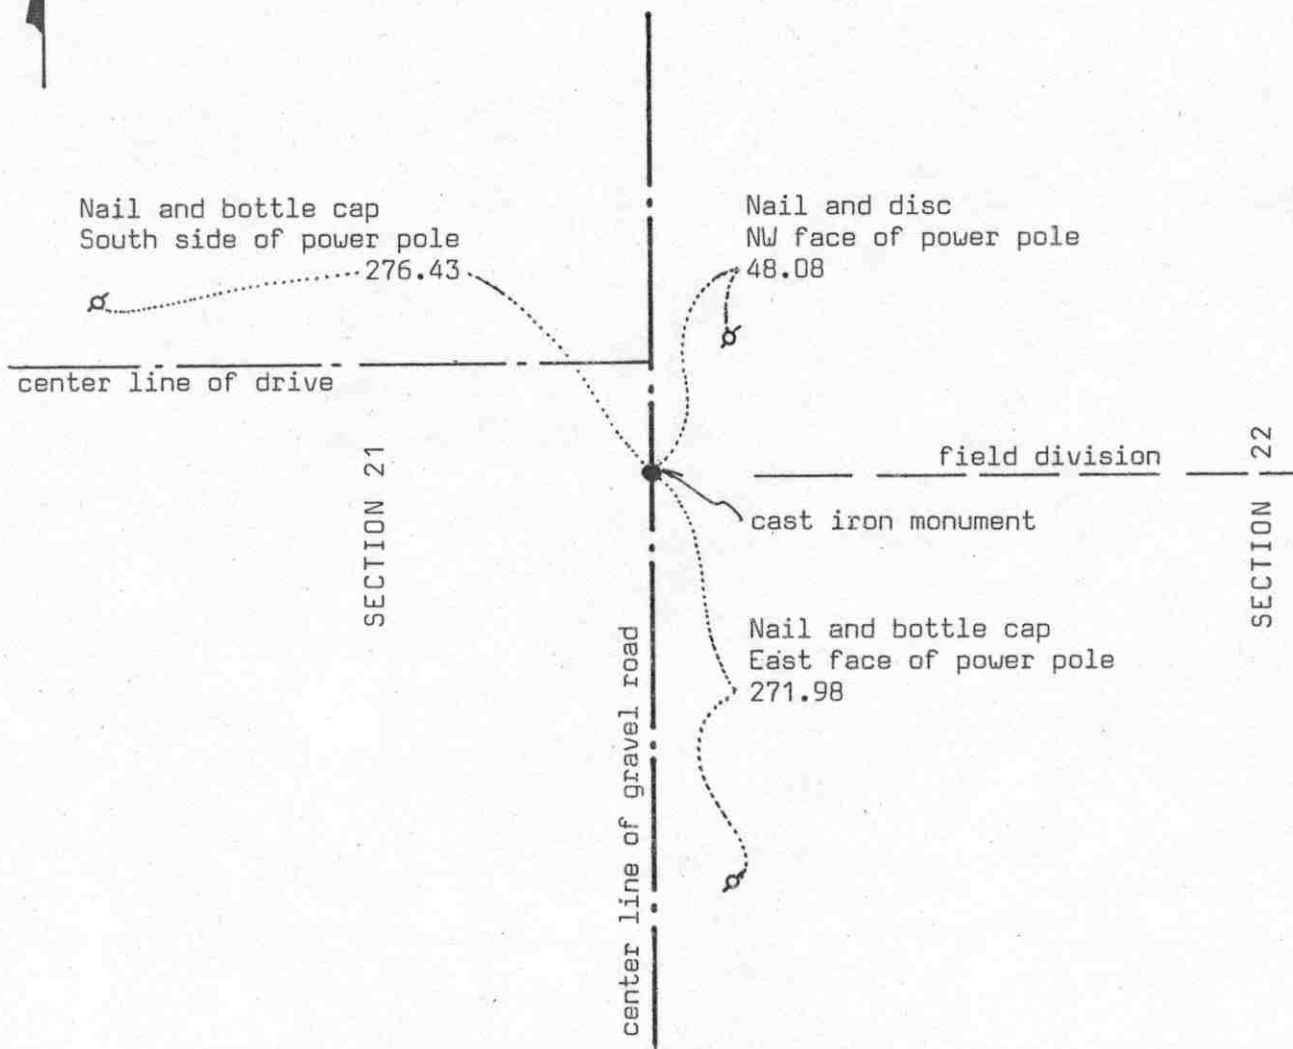 Nail and bottle cap
South side of power pole
276.43
Nail and disc
NW face of power pole
48.08
center line of drive
SECTION 21
field division
SECTION 22
cast iron monument
Nail and bottle cap
East face of power pole
271.98
center line of gravel road